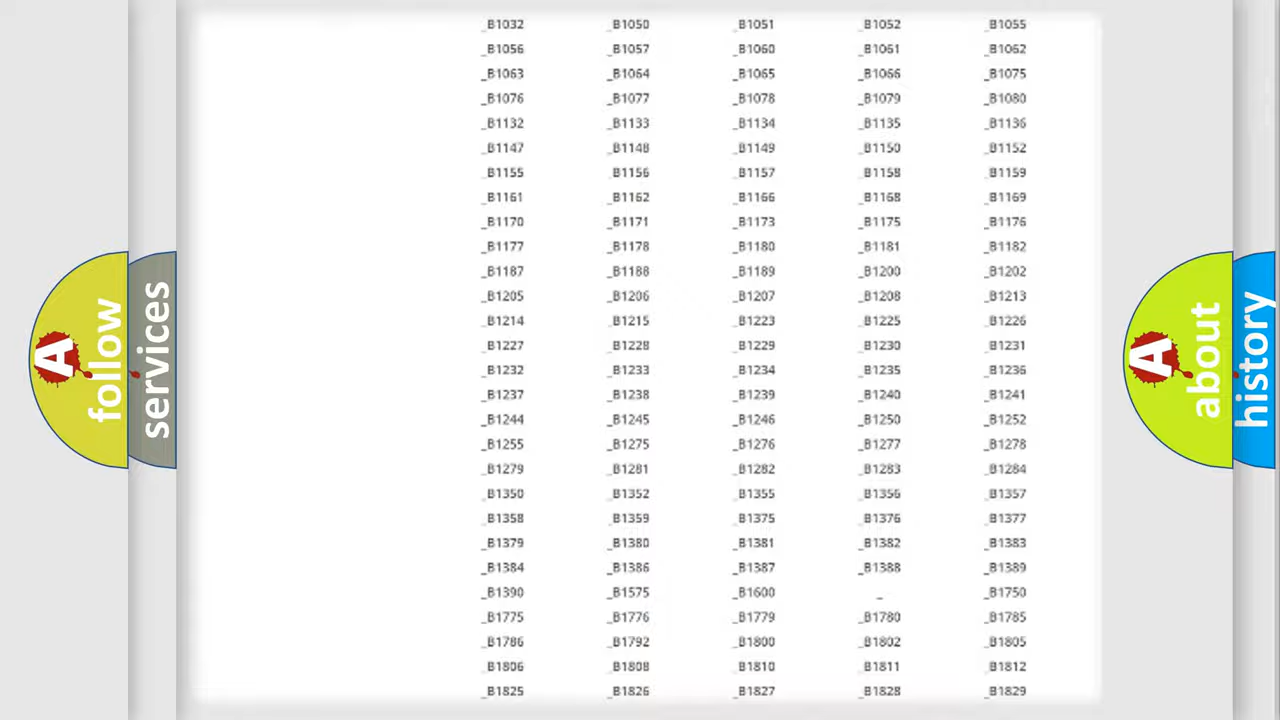 _B1032 _B1050 _B1051 _B1052 _B1055
_B1056 _B1057 _B1060 _B1061 _B1062
_B1063 _B1064 _B1065 _B1066 _B1075
_B1076 _B1077 _B1078 _B1079 _B1080
_B1132 _B1133 _B1134 _B1135 _B1136
_B1147 _B1148 _B1149 _B1150 _B1152
_B1155 _B1156 _B1157 _B1158 _B1159
_B1161 _B1162 _B1166 _B1168 _B1169
_B1170 _B1171 _B1173 _B1175 _B1176
_B1177 _B1178 _B1180 _B1181 _B1182
_B1187 _B1188 _B1189 _B1200 _B1202
_B1205 _B1206 _B1207 _B1208 _B1213
_B1214 _B1215 _B1223 _B1225 _B1226
_B1227 _B1228 _B1229 _B1230 _B1231
_B1232 _B1233 _B1234 _B1235 _B1236
_B1237 _B1238 _B1239 _B1240 _B1241
_B1244 _B1245 _B1246 _B1250 _B1252
_B1255 _B1275 _B1276 _B1277 _B1278
_B1279 _B1281 _B1282 _B1283 _B1284
_B1350 _B1352 _B1355 _B1356 _B1357
_B1358 _B1359 _B1375 _B1376 _B1377
_B1379 _B1380 _B1381 _B1382 _B1383
_B1384 _B1386 _B1387 _B1388 _B1389
_B1390 _B1575 _B1600 _ _B1750
_B1775 _B1776 _B1779 _B1780 _B1785
_B1786 _B1792 _B1800 _B1802 _B1805
_B1806 _B1808 _B1810 _B1811 _B1812
_B1825 _B1826 _B1827 _B1828 _B1829
A
follow
services
A
about
history